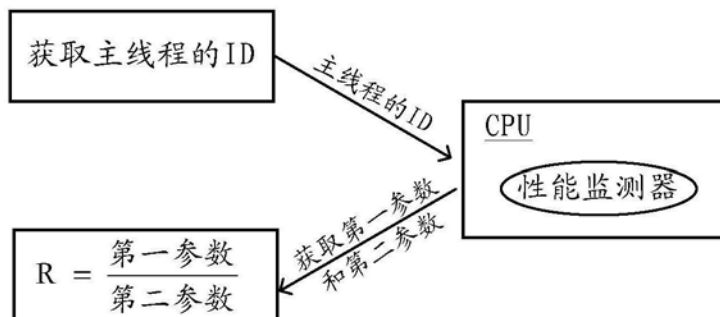 获取主线程的ID
主线程的ID
CPU
性能监测器
获取第一参数
和第二参数
R = 第一参数
第二参数